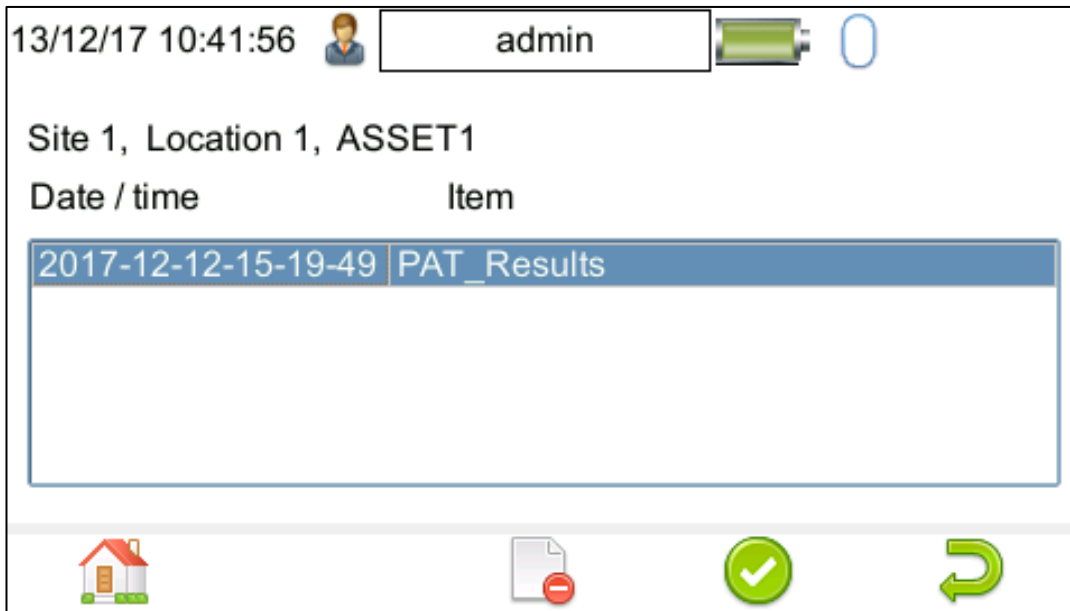 13/12/17 10:41:56 admin
Site 1, Location 1, ASSET1
Date / time Item
2017-12-12-15-19-49 PAT_Results